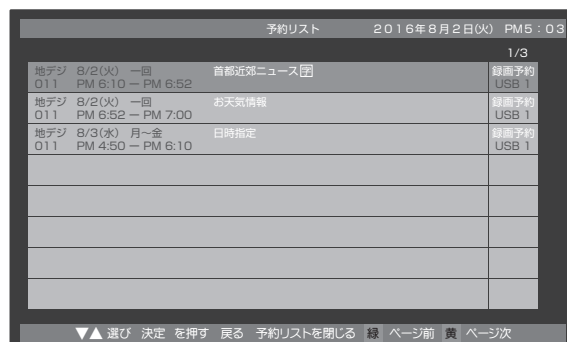 予約リスト 2016年8月2日(火) PM5:03
1/3
地デジ 8/2(火) 一回 首都近郊ニュース字 録画予約
011 PM 6:10 ー PM 6:52 USB 1
地デジ 8/2(火) 一回 お天気情報 録画予約
011 PM 6:52 ー PM 7:00 USB 1
地デジ 8/3(水) 月~金 日時指定 録画予約
011 PM 4:50 ー PM 6:10 USB 1
▼▲ 選び 決定 を押す 戻る 予約リストを閉じる 緑 ページ前 黄 ページ次